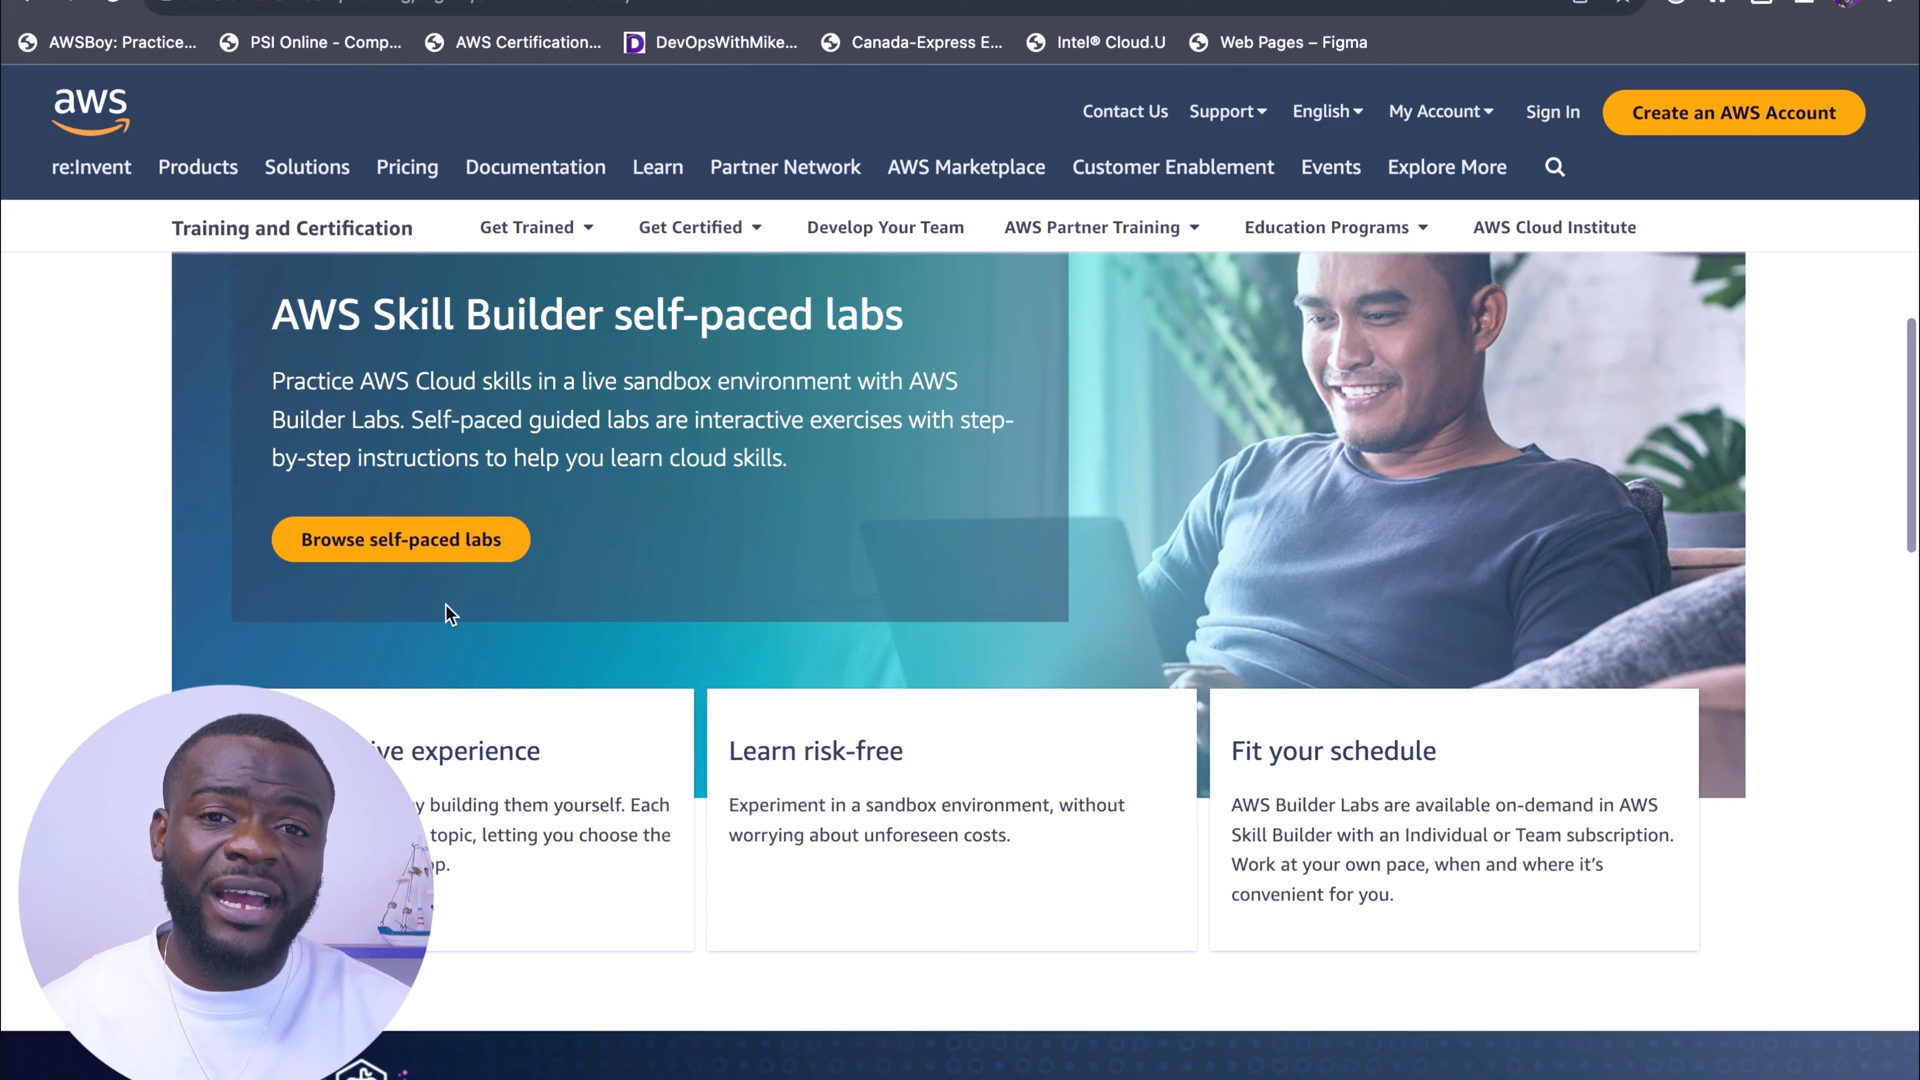 AWSBoy: Practice... PSI Online - Comp... AWS Certification... DevOpsWithMike... Canada-Express E... Intel® Cloud.U Web Pages – Figma
aws
Contact Us Support English My Account Sign In Create an AWS Account
re:Invent Products Solutions Pricing Documentation Learn Partner Network AWS Marketplace Customer Enablement Events Explore More
Training and Certification Get Trained Get Certified Develop Your Team AWS Partner Training Education Programs AWS Cloud Institute
AWS Skill Builder self-paced labs
Practice AWS Cloud skills in a live sandbox environment with AWS
Builder Labs. Self-paced guided labs are interactive exercises with step-
by-step instructions to help you learn cloud skills.
Browse self-paced labs
ive experience
y building them yourself. Each
topic, letting you choose the
p.
Learn risk-free
Experiment in a sandbox environment, without
worrying about unforeseen costs.
Fit your schedule
AWS Builder Labs are available on-demand in AWS
Skill Builder with an Individual or Team subscription.
Work at your own pace, when and where it's
convenient for you.